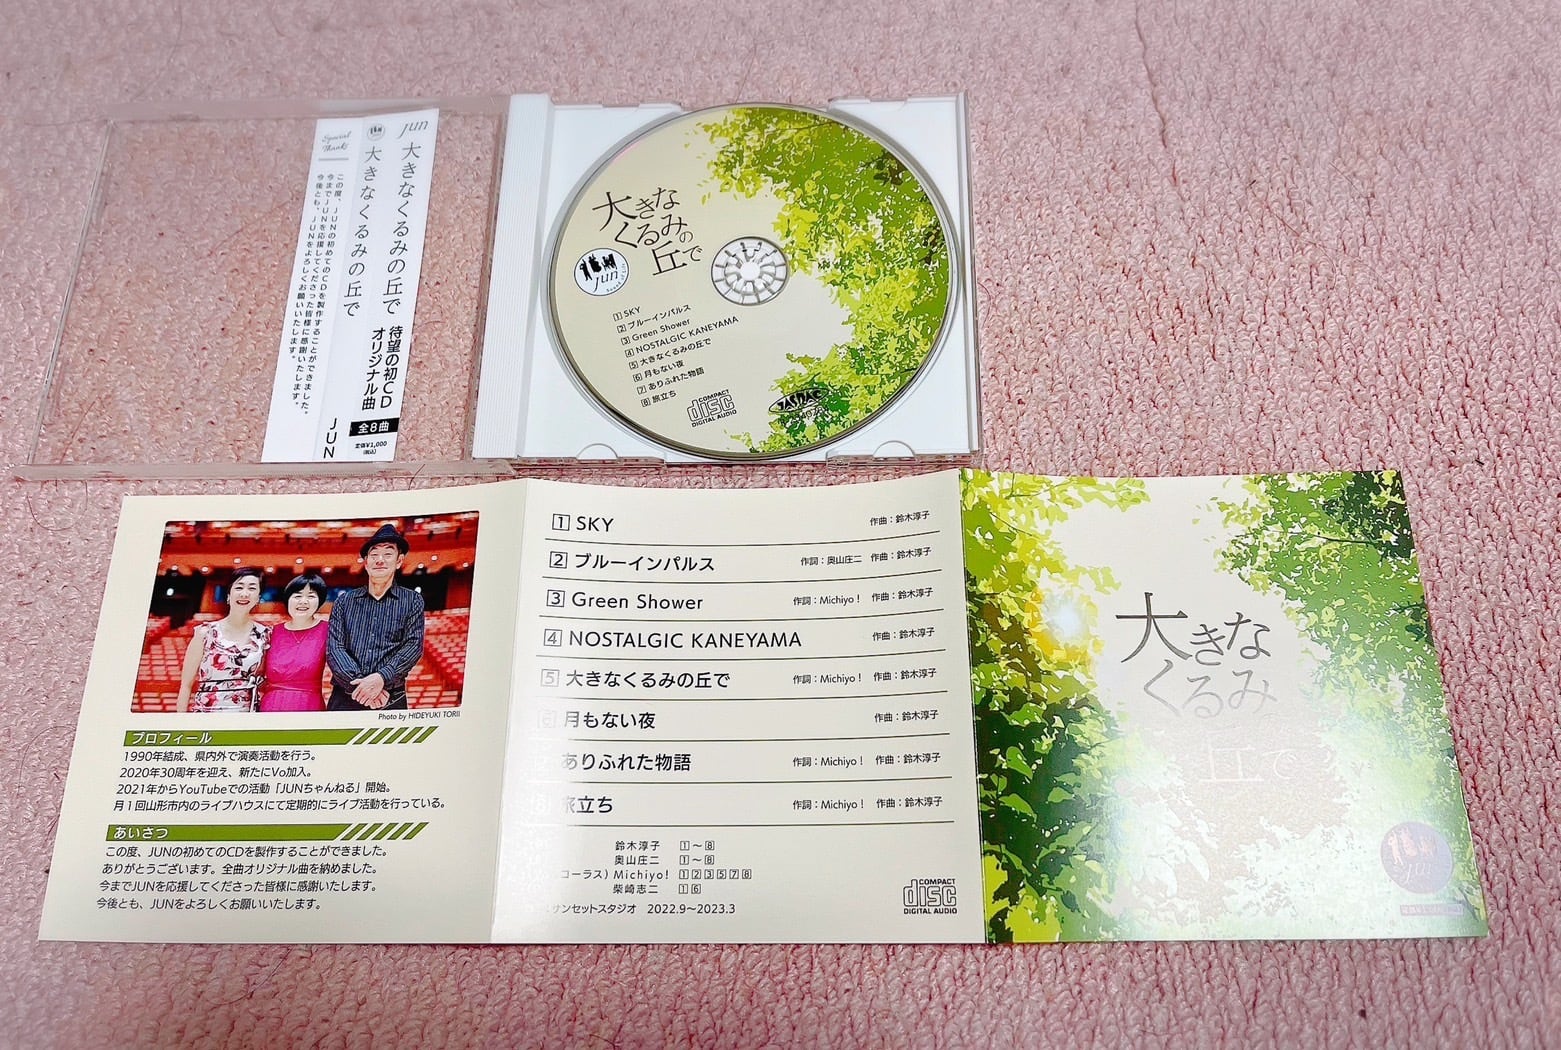 jun
大きなくるみの丘で
待望の初CD
オリジナル曲
全8曲
定価¥1,000
(税込)
大きなくるみの丘で
JUN
Special
Thanks
この度、JUNの初めてのCDを製作することができました。
今までJUNを応援してくださった皆様に感謝いたします。
今後とも、JUNをよろしくお願いいたします。
大きな
くるみの
丘で
jun
1 SKY
2 ブルーインパルス
3 Green Shower
4 NOSTALGIC KANEYAMA
5 大きなくるみの丘で
6 月もない夜
7 ありふれた物語
8 旅立ち
COMPACT
disc
DIGITAL AUDIO
JASRAC
Photo by HIDEYUKI TORII
プロフィール
1990年結成、県内外で演奏活動を行う。
2020年30周年を迎え、新たにVo加入。
2021年からYouTubeでの活動「JUNちゃんねる」開始。
月1回山形市内のライブハウスにて定期的にライブ活動を行っている。
あいさつ
この度、JUNの初めてのCDを製作することができました。
ありがとうございます。全曲オリジナル曲を納めました。
今までJUNを応援してくださった皆様に感謝いたします。
今後とも、JUNをよろしくお願いいたします。
1 SKY 作曲：鈴木淳子
2 ブルーインパルス 作詞：奥山庄二 作曲：鈴木淳子
3 Green Shower 作詞：Michiyo! 作曲：鈴木淳子
4 NOSTALGIC KANEYAMA 作曲：鈴木淳子
5 大きなくるみの丘で 作詞：Michiyo! 作曲：鈴木淳子
6 月もない夜 作曲：鈴木淳子
ありふれた物語 作詞：Michiyo! 作曲：鈴木淳子
8 旅立ち 作詞：Michiyo! 作曲：鈴木淳子
鈴木淳子 1～8
奥山庄二 1～8
コーラス) Michiyo! 1 2 3 5 7 8
柴崎志二 1 6
サンセットスタジオ 2022.9～2023.3
COMPACT
disc
DIGITAL AUDIO
大きな
くるみの
丘で
jun